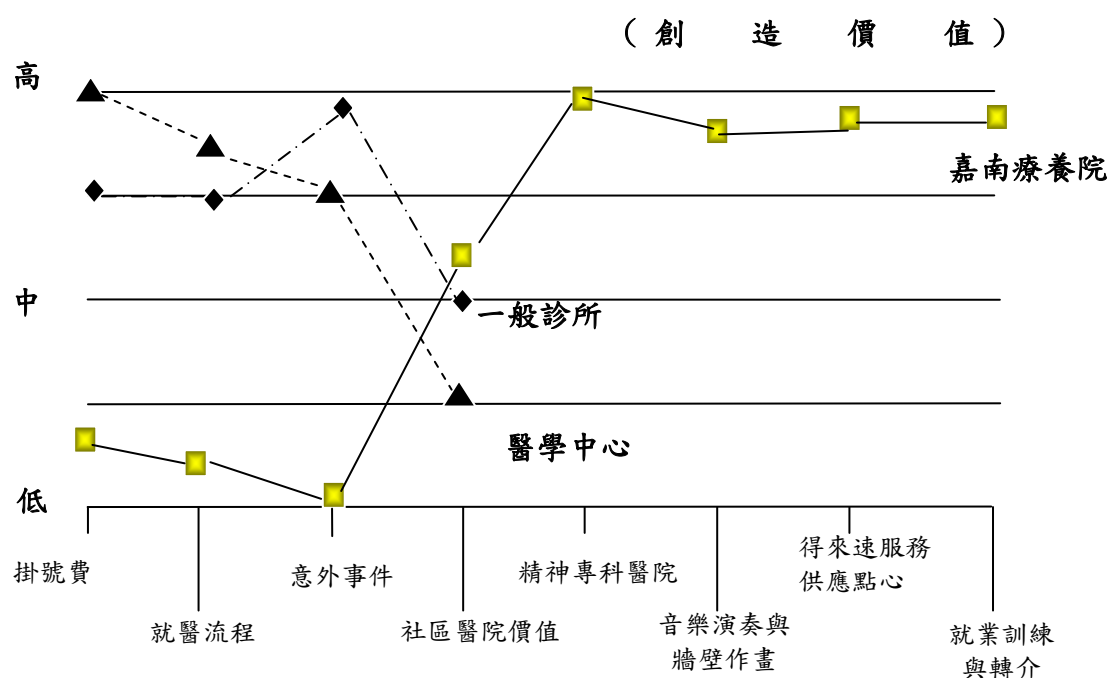 (創造價值)
高
嘉南療養院
中
一般診所
醫學中心
低
掛號費
就醫流程
意外事件
社區醫院價值
精神專科醫院
音樂演奏與
牆壁作畫
得來速服務
供應點心
就業訓練
與轉介